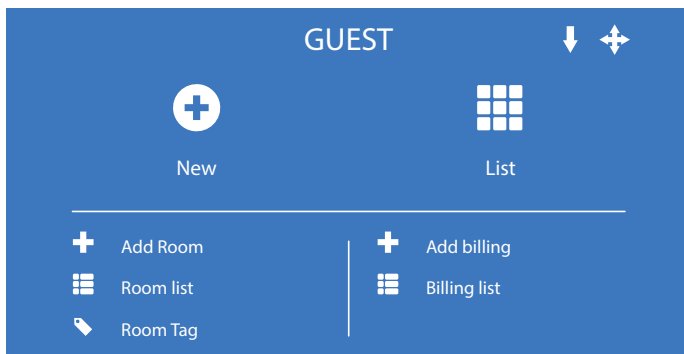 GUEST
New
List
Add Room
Room list
Room Tag
Add billing
Billing list